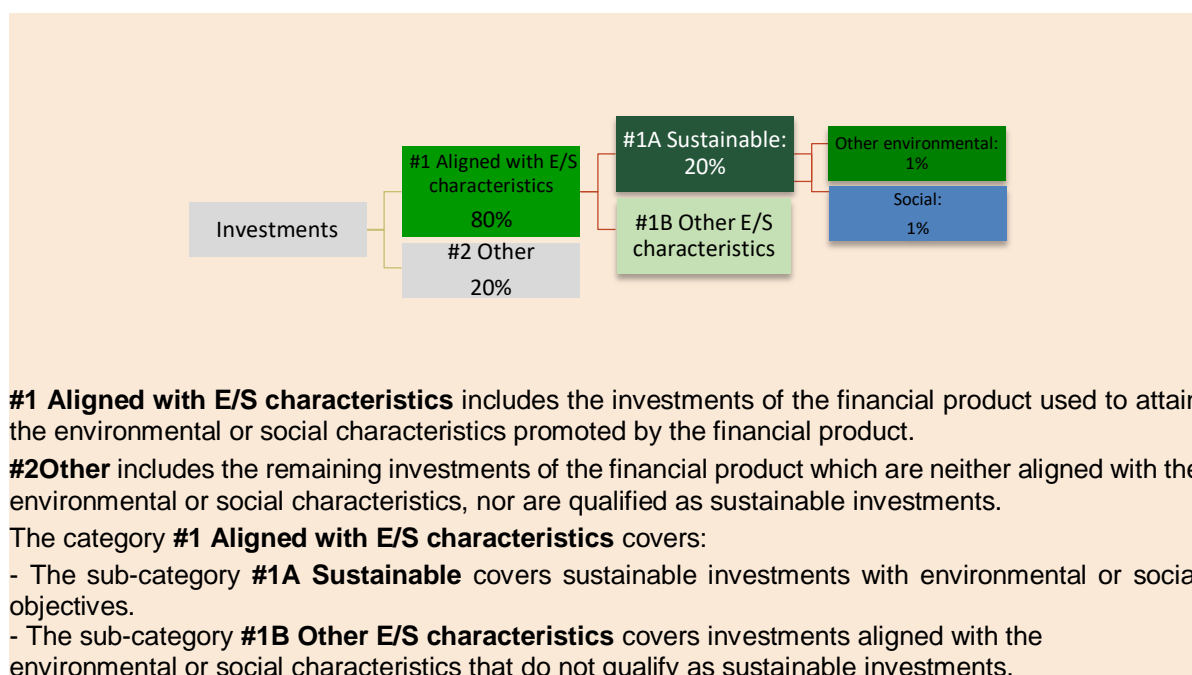 #1A Sustainable:
20%
Other environmental:
1%
#1 Aligned with E/S
characteristics
80%
Social:
1%
Investments
#1B Other E/S
characteristics
#2 Other
20%
#1 Aligned with E/S characteristics includes the investments of the financial product used to attain
the environmental or social characteristics promoted by the financial product.
#2Other includes the remaining investments of the financial product which are neither aligned with the
environmental or social characteristics, nor are qualified as sustainable investments.
The category #1 Aligned with E/S characteristics covers:
- The sub-category #1A Sustainable covers sustainable investments with environmental or social
objectives.
- The sub-category #1B Other E/S characteristics covers investments aligned with the
environmental or social characteristics that do not qualify as sustainable investments.